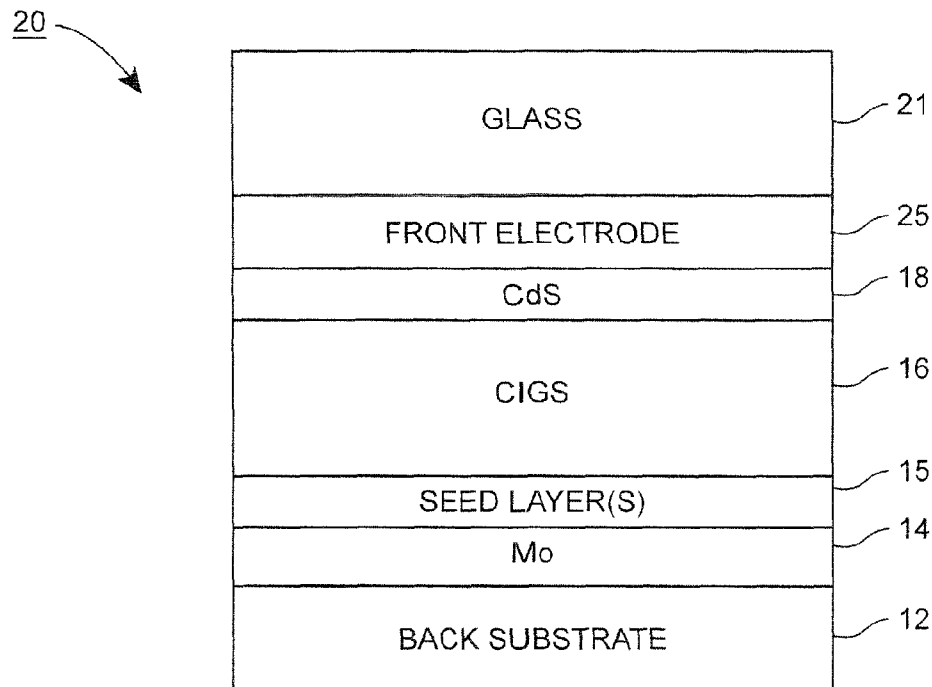 20
GLASS
21
FRONT ELECTRODE
25
CdS
18
CIGS
16
SEED LAYER(S)
15
Mo
14
BACK SUBSTRATE
12